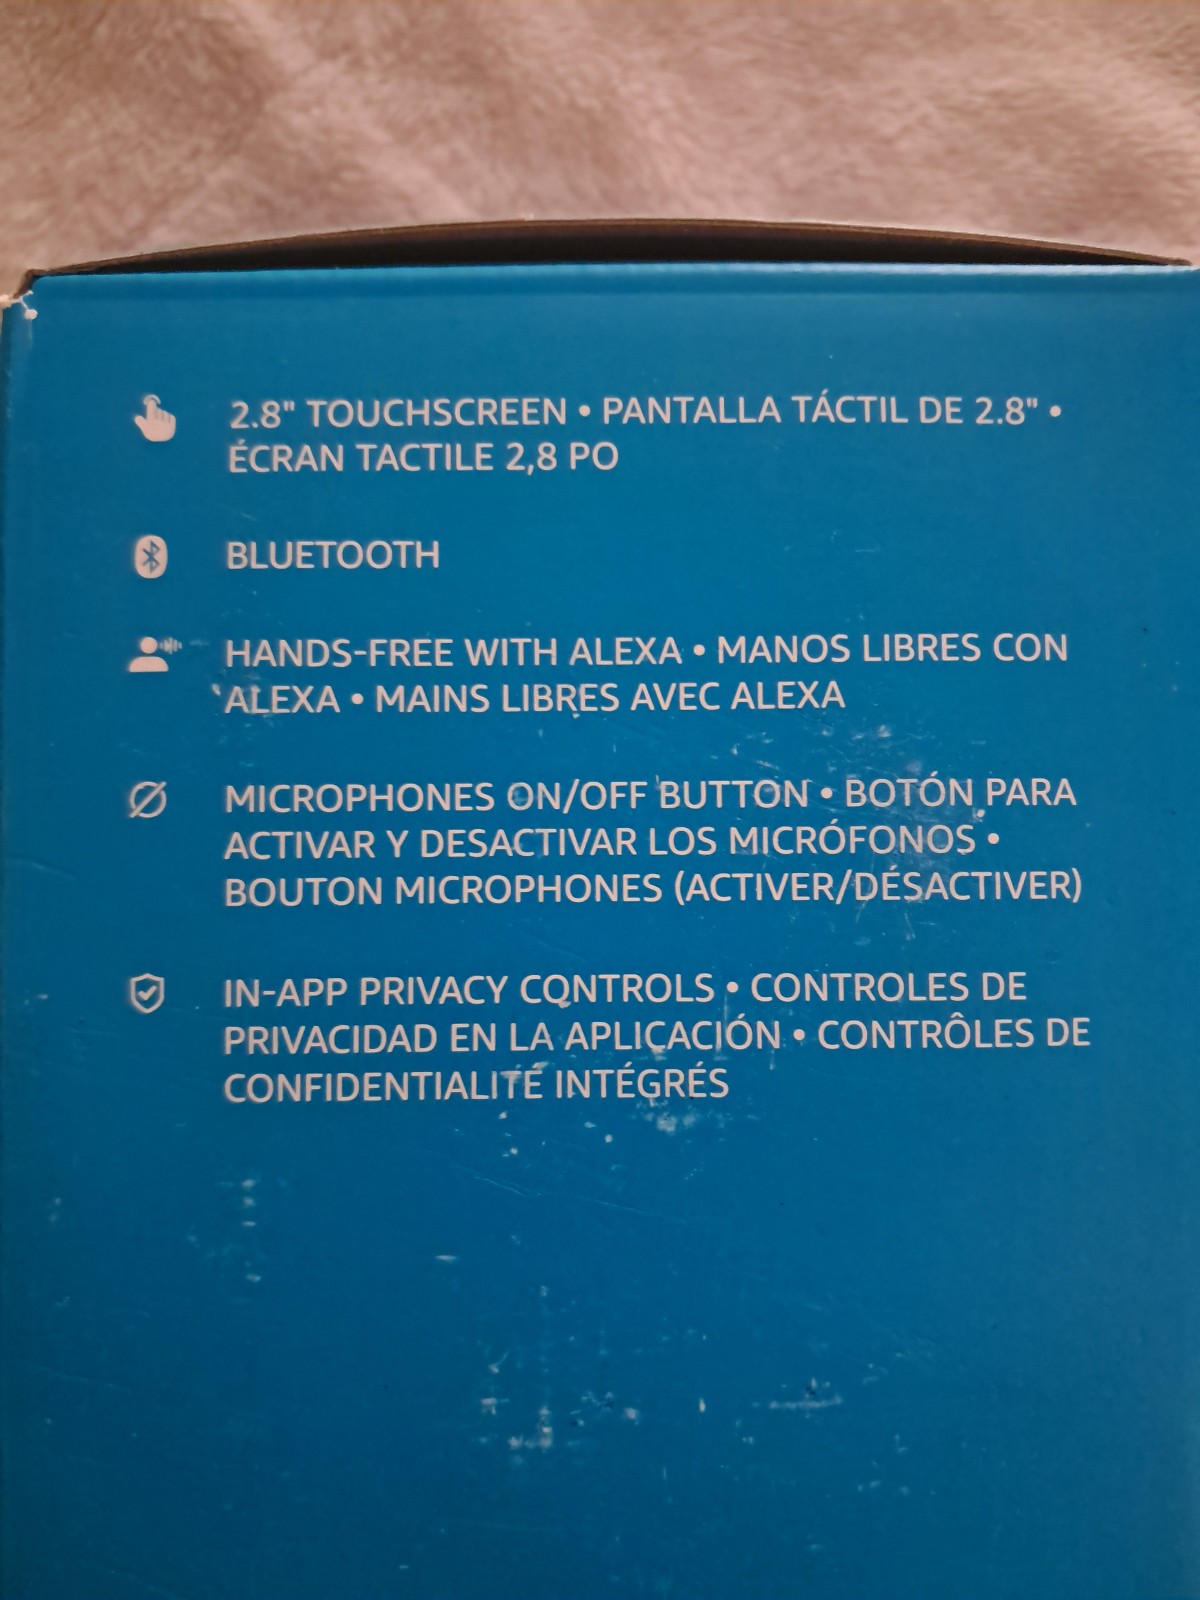 2.8" TOUCHSCREEN • PANTALLA TÁCTIL DE 2.8" •
ÉCRAN TACTILE 2,8 PO
BLUETOOTH
HANDS-FREE WITH ALEXA • MANOS LIBRES CON
ALEXA • MAINS LIBRES AVEC ALEXA
MICROPHONES ON/OFF BUTTON • BOTÓN PARA
ACTIVAR Y DESACTIVAR LOS MICRÓFONOS •
BOUTON MICROPHONES (ACTIVER/DÉSACTIVER)
IN-APP PRIVACY CONTROLS • CONTROLES DE
PRIVACIDAD EN LA APLICACIÓN • CONTRÔLES DE
CONFIDENTIALITÉ INTÉGRÉS